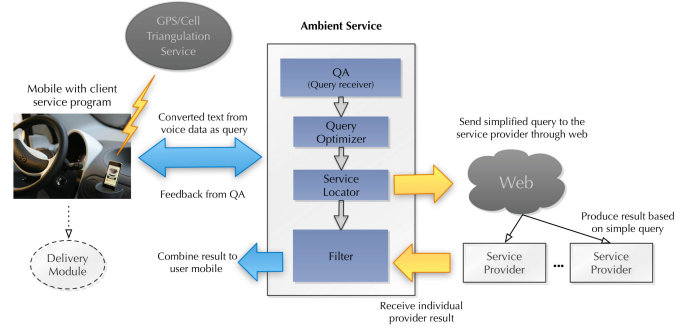 GPS/Cell
Triangulation
Service
Ambient Service
Mobile with client
service program
QA
(Query receiver)
Converted text from
voice data as query
Query
Optimizer
Send simplified query to the
service provider through web
Feedback from QA
Service
Locator
Web
Produce result based
on simple query
Delivery
Module
Combine result to
user mobile
Filter
Service
Provider
...
Service
Provider
Receive individual
provider result